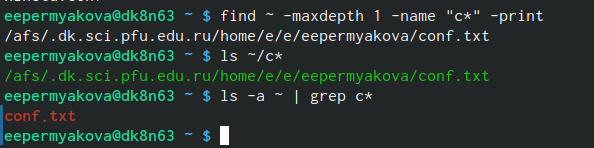 eepermyakova@dk8n63 ~ $ find ~ -maxdepth 1 -name "c*" -print
/afs/.dk.sci.pfu.edu.ru/home/e/e/eepermyakova/conf.txt
eepermyakova@dk8n63 ~ $ ls ~/c*
/afs/.dk.sci.pfu.edu.ru/home/e/e/eepermyakova/conf.txt
eepermyakova@dk8n63 ~ $ ls -a ~ | grep c*
conf.txt
eepermyakova@dk8n63 ~ $